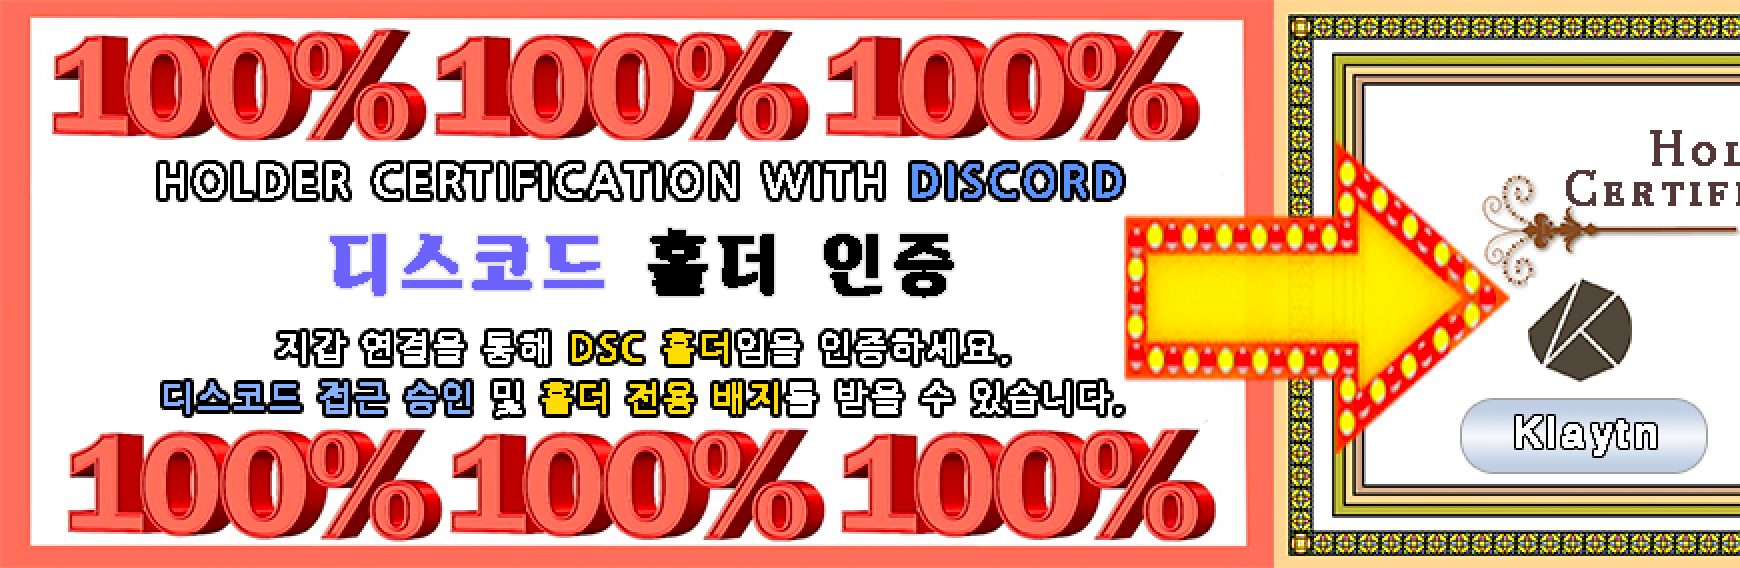 100% 100% 100%
HOLDER CERTIFICATION WITH DISCORD
디스코드 홀더 인증
지갑 연결을 통해 DSC 홀더임을 인증하세요.
디스코드 접근 승인 및 홀더 전용 배지를 받을 수 있습니다.
100% 100% 100%
Klaytn